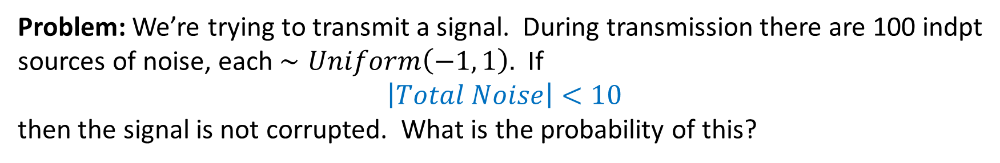 Problem: We’re trying to transmit a signal.  During transmission there are 100 indpt
sources of noise, each ~ Uniform(−1, 1).  If
|Total Noise| < 10
then the signal is not corrupted.  What is the probability of this?